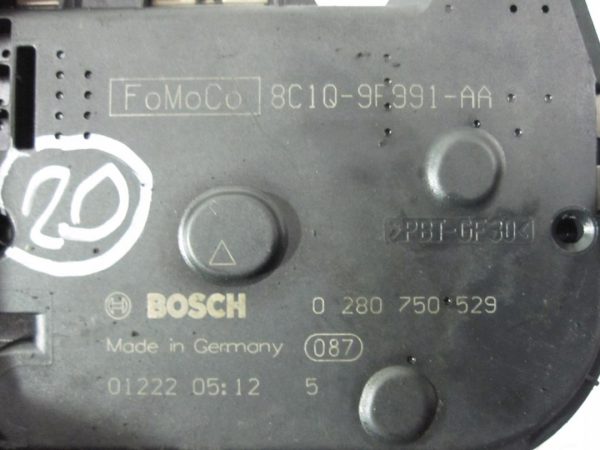 FoMoCo 8C1Q-9F991-AA
20
>PBT-GF30<
BOSCH 0 280 750 529
Made in Germany 087
01222 05:12 5